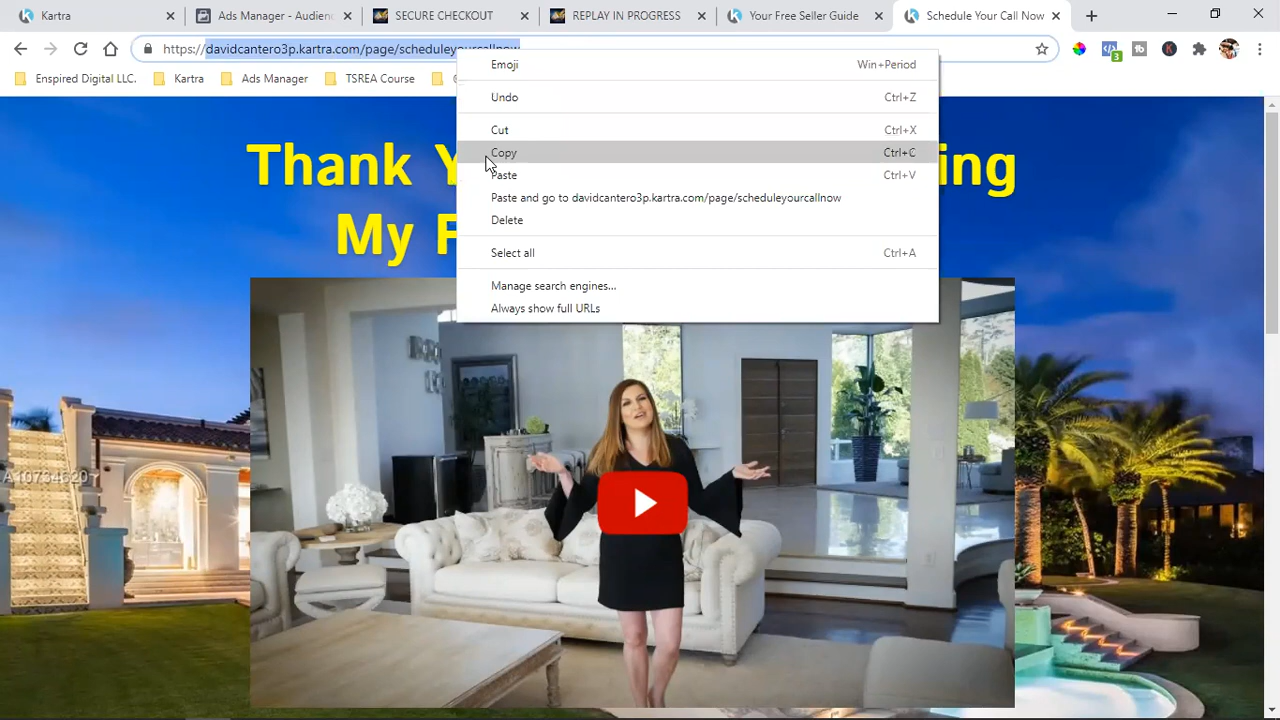 Kartra
Ads Manager - Audien
SECURE CHECKOUT
REPLAY IN PROGRESS
Your Free Seller Guide
Schedule Your Call Now
https://davidcantero3p.kartra.com/page/scheduleyourcallnow
3
Enspired Digital LLC.
Kartra
Ads Manager
TSREA Course
Emoji Win+Period
Undo Ctrl+Z
Cut Ctrl+X
Copy Ctrl+C
Paste Ctrl+V
Paste and go to davidcantero3p.kartra.com/page/scheduleyourcallnow
Delete
Select all Ctrl+A
Manage search engines...
Always show full URLs
Thank Y ing
My F